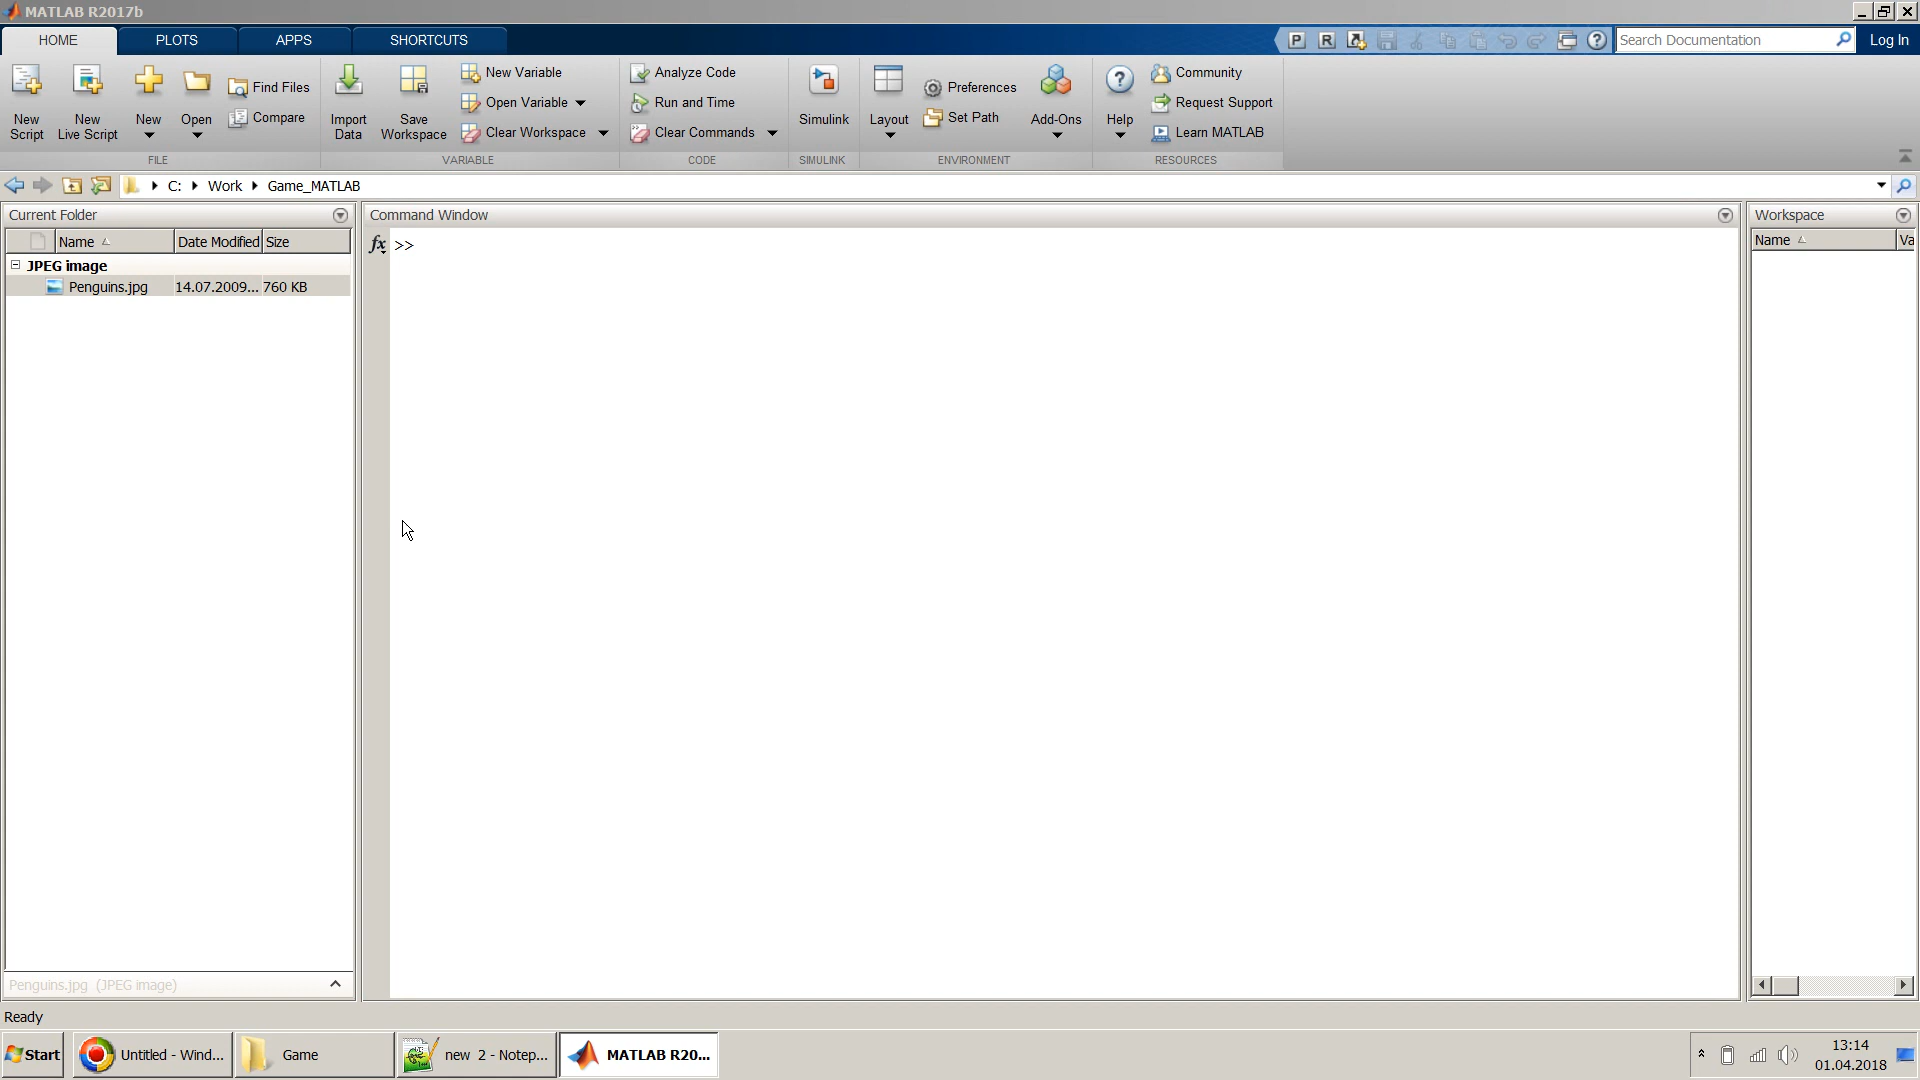 MATLAB R2017b
HOME PLOTS APPS SHORTCUTS
P R Search Documentation Log In
New Script
New Live Script
New
Open
Find Files
Compare
FILE
Import Data
Save Workspace
New Variable
Open Variable
Clear Workspace
VARIABLE
Analyze Code
Run and Time
Clear Commands
CODE
Simulink
SIMULINK
Layout
Preferences
Set Path
Add-Ons
ENVIRONMENT
Help
Community
Request Support
Learn MATLAB
RESOURCES
C: Work Game_MATLAB
Current Folder
Name Date Modified Size
JPEG image
Penguins.jpg 14.07.2009... 760 KB
Penguins.jpg (JPEG image)
Command Window
fx >>
Workspace
Name Va
Ready
Start Untitled - Wind... Game new 2 - Notep... MATLAB R20...
13:14
01.04.2018